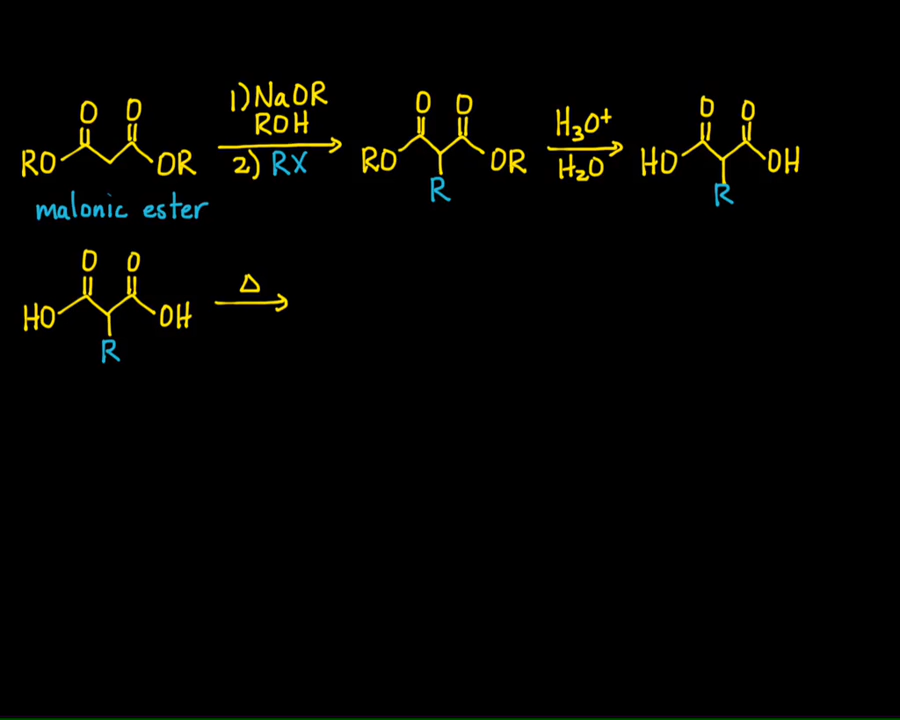 1) NaOR
ROH
2) RX
O O
RO OR
malonic ester
O O
RO OR
R
H₃O⁺
H₂O
O O
HO OH
R
O O
HO OH
R
Δ